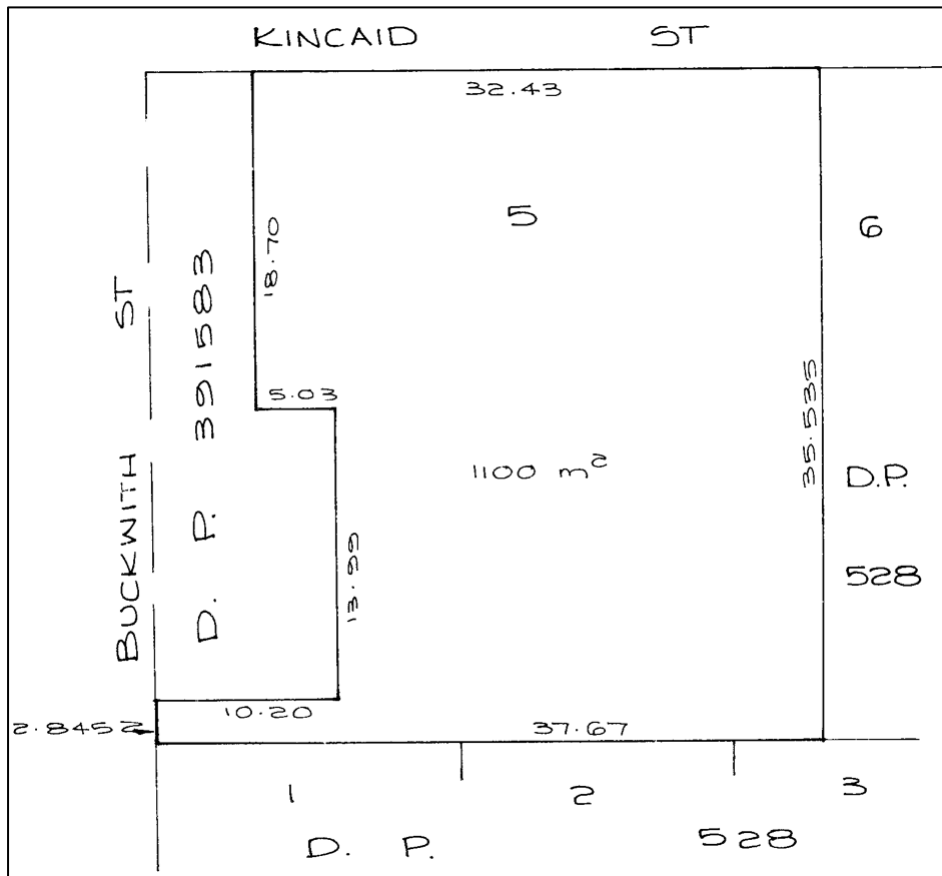 KINCAID ST
32.43
5
6
18.70
BUCKWITH ST
D. P. 391583
5.03
35.535
1100 m²
D.P.
13.99
528
10.20
2.8452
37.67
1
2
3
D. P. 528